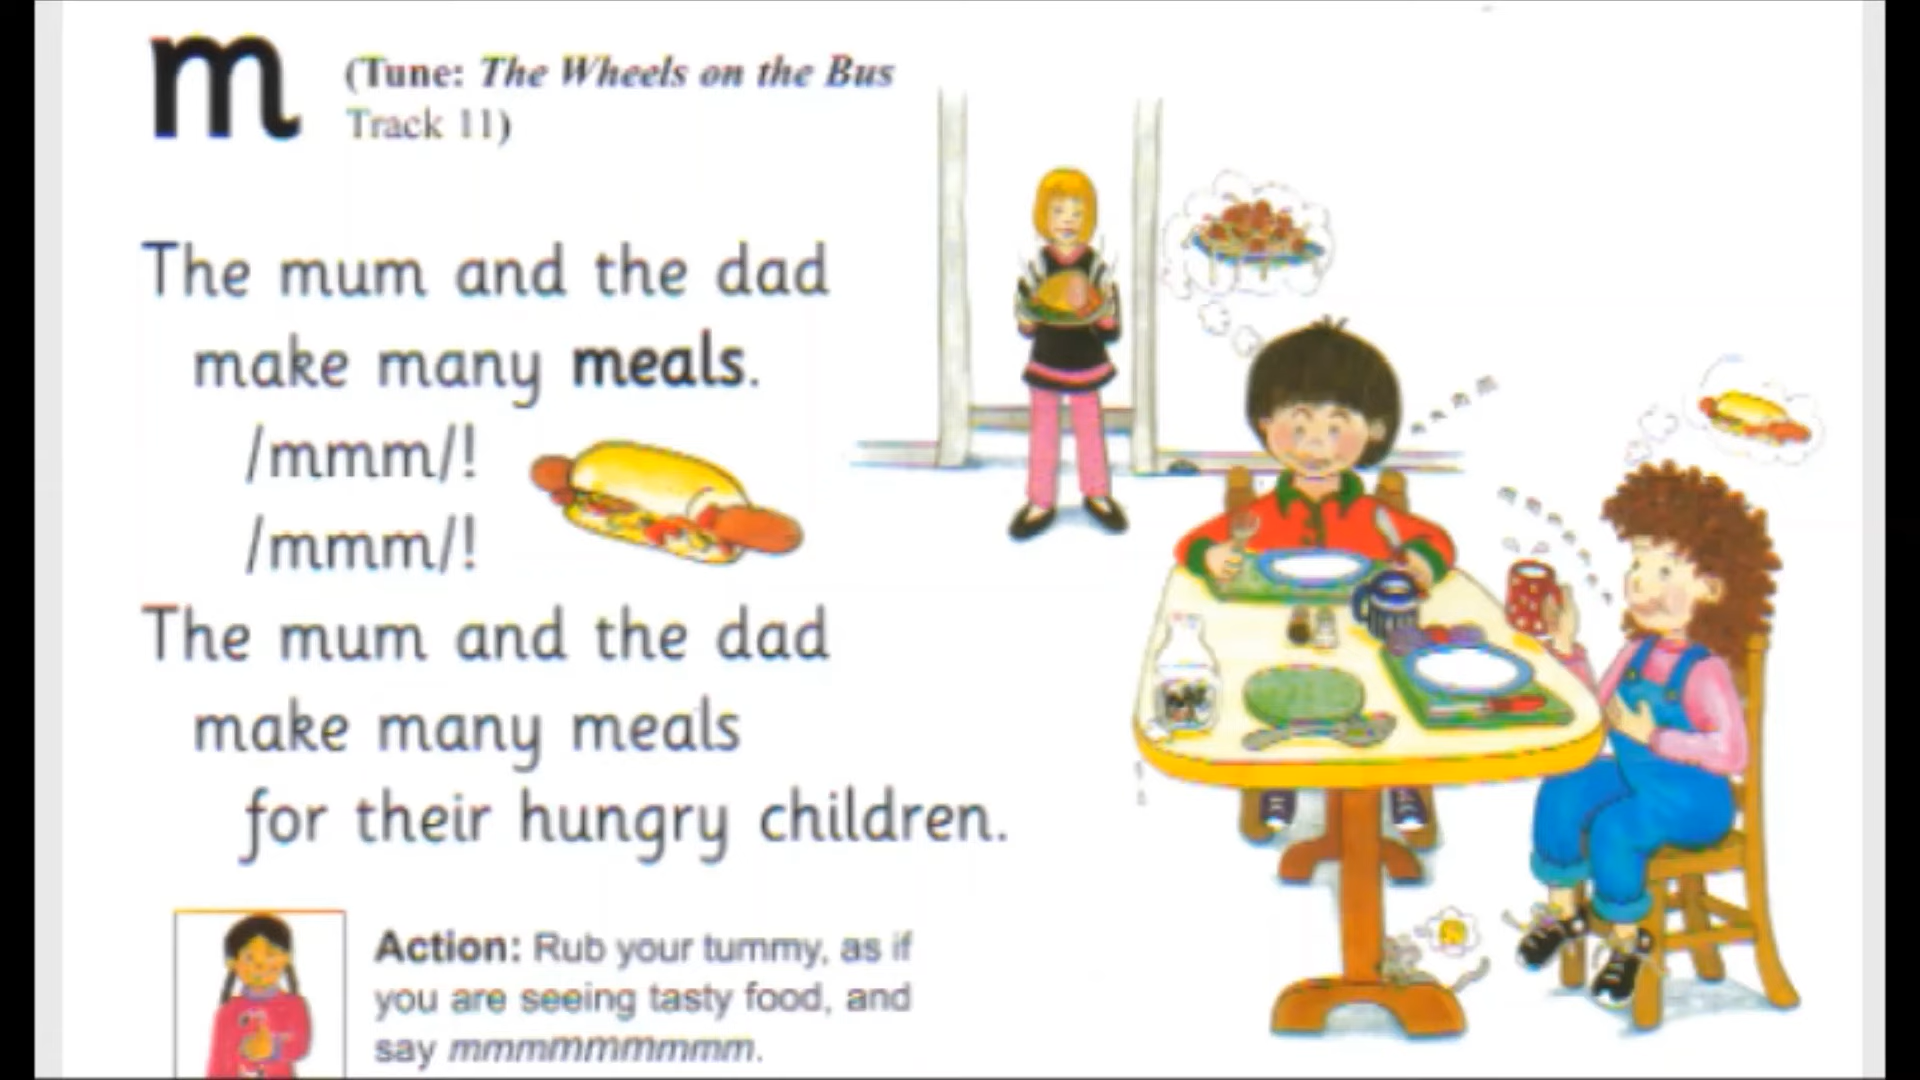 m
(Tune: The Wheels on the Bus
Track 11)
The mum and the dad
make many meals.
/mmm/!
/mmm/!
The mum and the dad
make many meals
for their hungry children.
Action: Rub your tummy, as if
you are seeing tasty food, and
say mmmmmmmmm.
m m m m
m m m m m m m